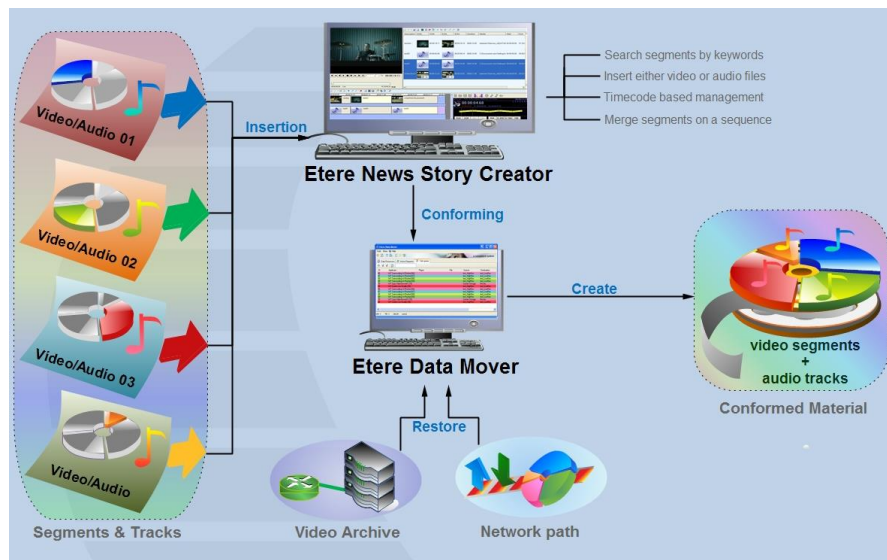 Video/Audio 01
Video/Audio 02
Video/Audio 03
Video/Audio
Segments & Tracks
Insertion
Etere News Story Creator
Search segments by keywords
Insert either video or audio files
Timecode based management
Merge segments on a sequence
Conforming
Etere Data Mover
Create
Restore
Video Archive
Network path
video segments
+
audio tracks
Conformed Material